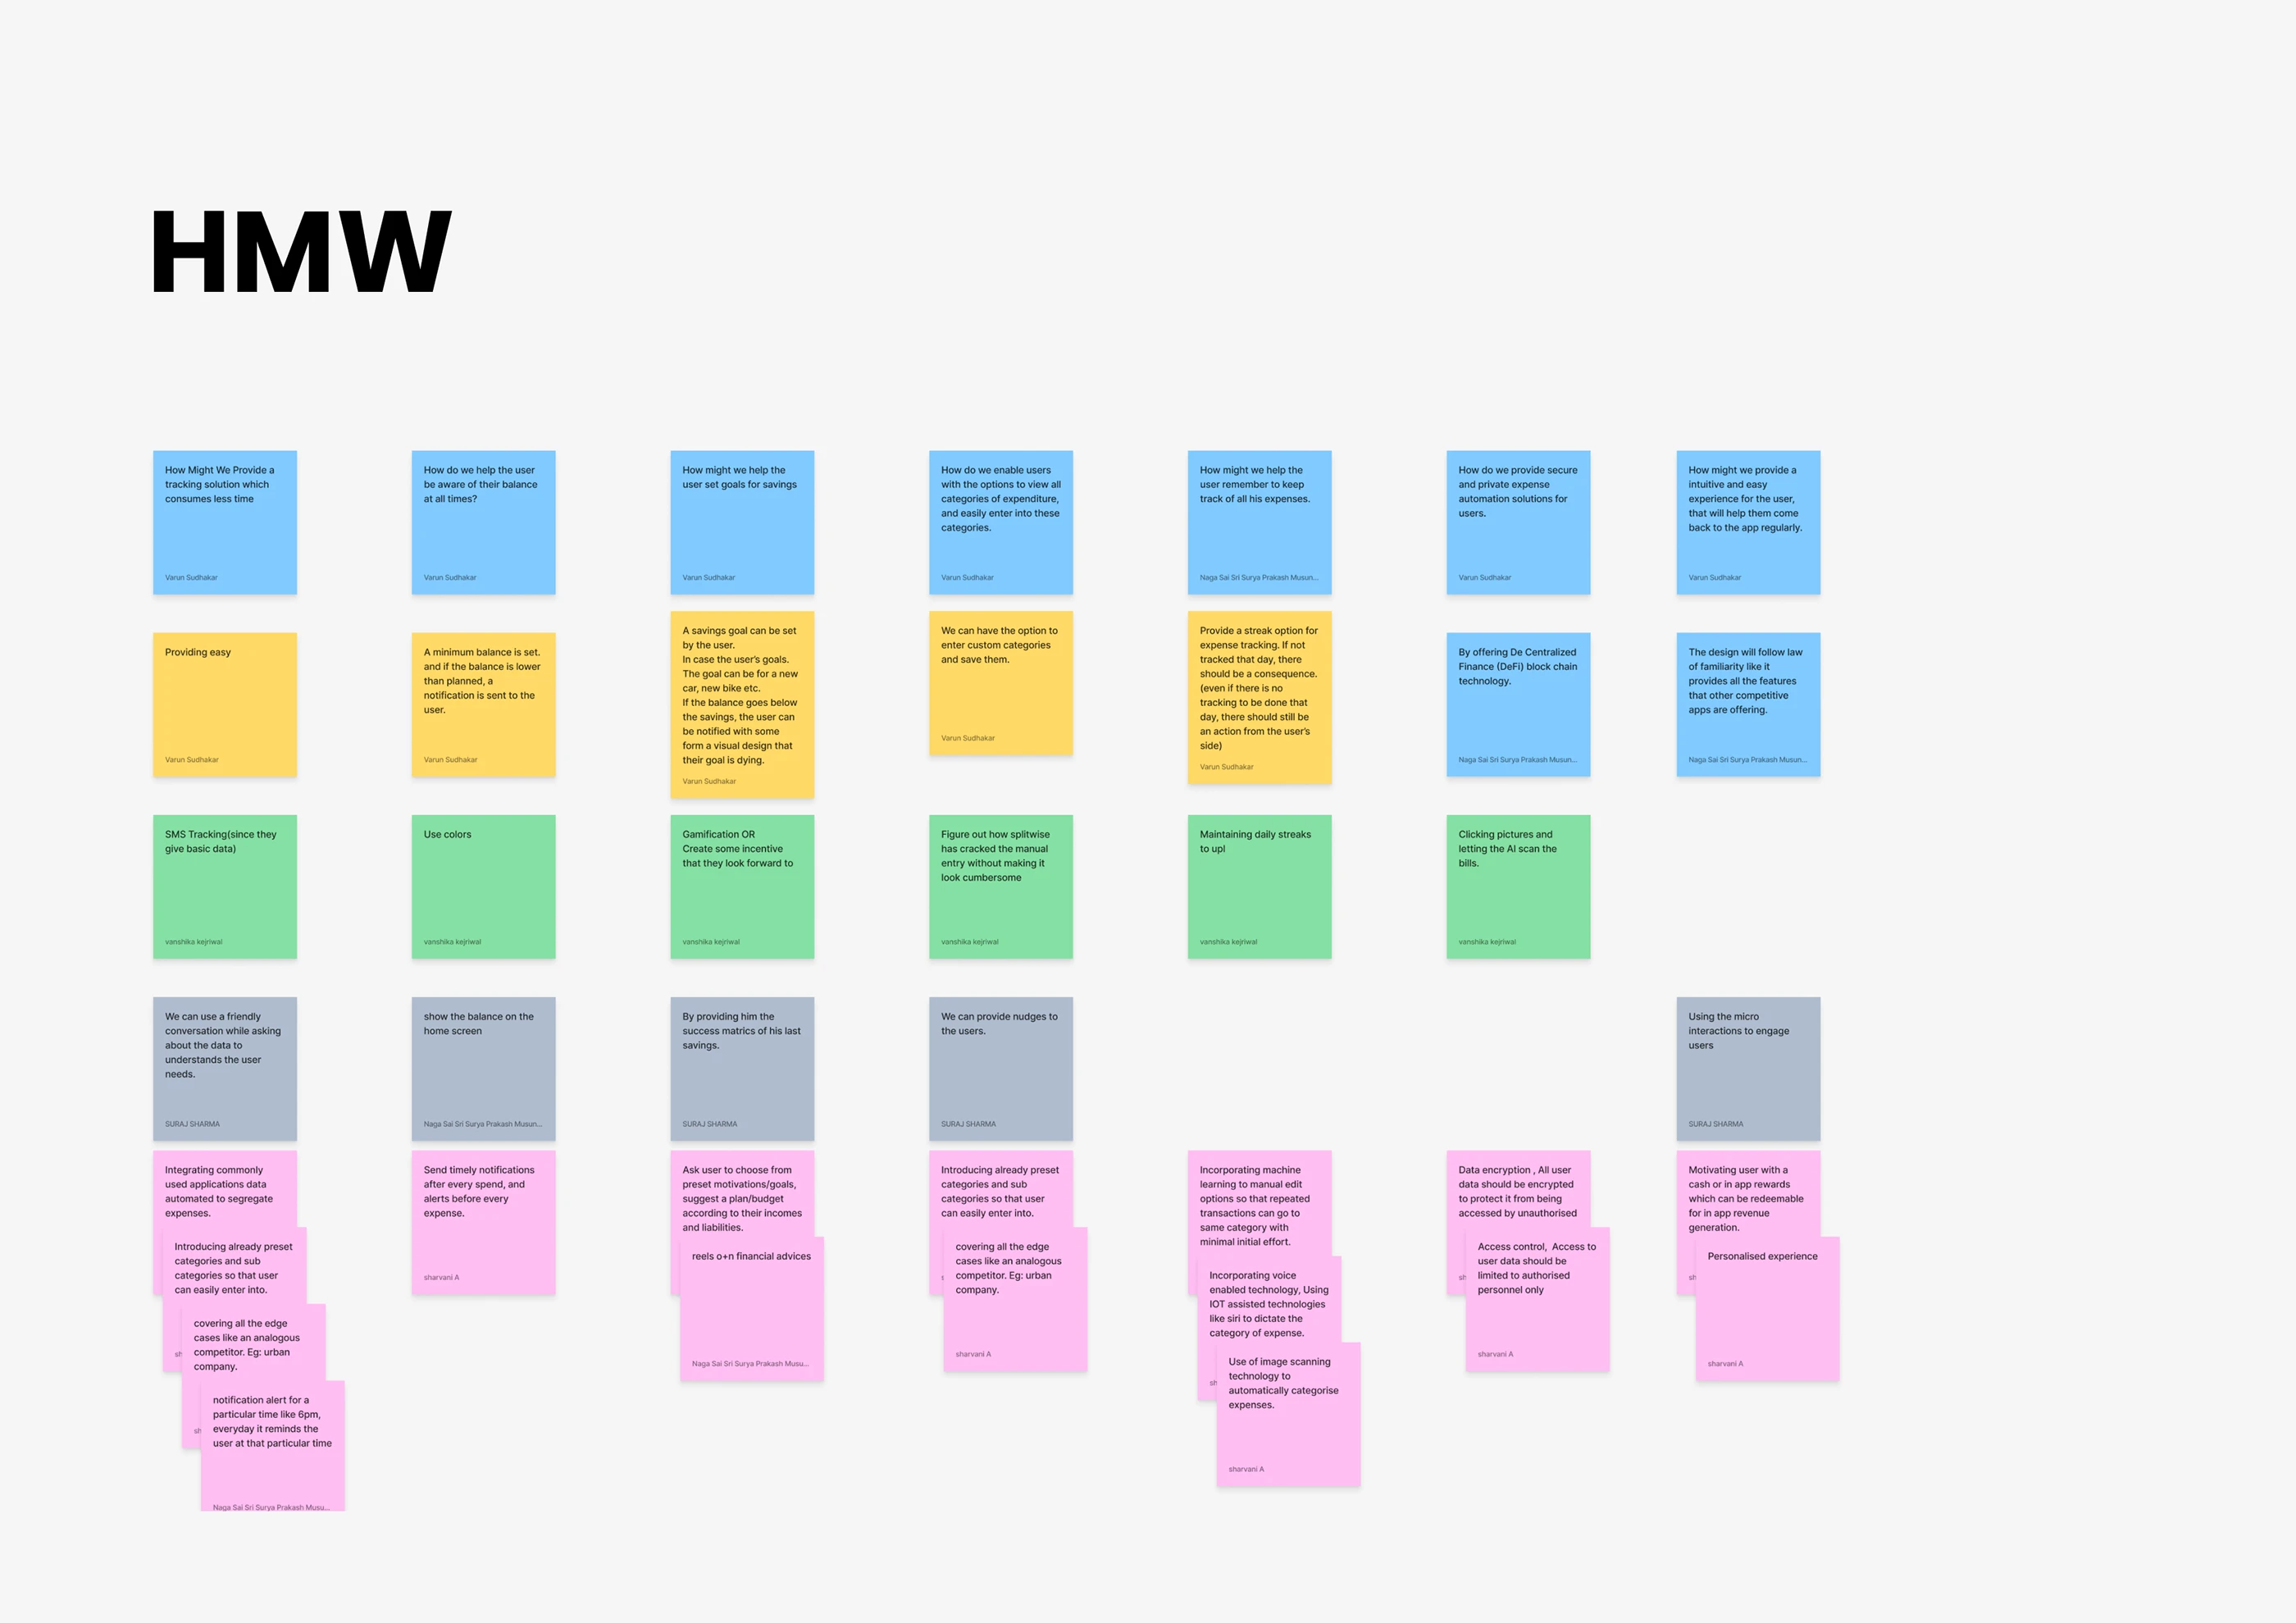 HMW
How Might We Provide a
tracking solution which
consumes less time
Varun Sudhakar
How do we help the user
be aware of their balance
at all times?
Varun Sudhakar
How might we help the
user set goals for savings
Varun Sudhakar
How do we enable users
with the options to view all
categories of expenditure,
and easily enter into these
categories.
Varun Sudhakar
How might we help the
user remember to keep
track of all his expenses.
Naga Sai Sri Surya Prakash Musun...
How do we provide secure
and private expense
automation solutions for
users.
Varun Sudhakar
How might we provide a
intuitive and easy
experience for the user,
that will help them come
back to the app regularly.
Varun Sudhakar
Providing easy
Varun Sudhakar
A minimum balance is set.
and if the balance is lower
than planned, a
notification is sent to the
user.
Varun Sudhakar
A savings goal can be set
by the user.
In case the user's goals.
The goal can be for a new
car, new bike etc.
If the balance goes below
the savings, the user can
be notified with some
form a visual design that
their goal is dying.
Varun Sudhakar
We can have the option to
enter custom categories
and save them.
Varun Sudhakar
Provide a streak option for
expense tracking. If not
tracked that day, there
should be a consequence.
(even if there is no
tracking to be done that
day, there should still be
an action from the user's
side)
Varun Sudhakar
By offering De Centralized
Finance (DeFi) block chain
technology.
Naga Sai Sri Surya Prakash Musun...
The design will follow law
of familiarity like it
provides all the features
that other competitive
apps are offering.
Naga Sai Sri Surya Prakash Musun...
SMS Tracking(since they
give basic data)
vanshika kejriwal
Use colors
vanshika kejriwal
Gamification OR
Create some incentive
that they look forward to
vanshika kejriwal
Figure out how splitwise
has cracked the manual
entry without making it
look cumbersome
vanshika kejriwal
Maintaining daily streaks
to upl
vanshika kejriwal
Clicking pictures and
letting the AI scan the
bills.
vanshika kejriwal
We can use a friendly
conversation while asking
about the data to
understands the user
needs.
SURAJ SHARMA
show the balance on the
home screen
Naga Sai Sri Surya Prakash Musun...
By providing him the
success matrics of his last
savings.
SURAJ SHARMA
We can provide nudges to
the users.
SURAJ SHARMA
Using the micro
interactions to engage
users
SURAJ SHARMA
Integrating commonly
used applications data
automated to segregate
expenses.
Introducing already preset
categories and sub
categories so that user
can easily enter into.
sh
covering all the edge
cases like an analogous
competitor. Eg: urban
company.
sh
notification alert for a
particular time like 6pm,
everyday it reminds the
user at that particular time
Naga Sai Sri Surya Prakash Musu...
Send timely notifications
after every spend, and
alerts before every
expense.
sharvani A
Ask user to choose from
preset motivations/goals,
suggest a plan/budget
according to their incomes
and liabilities.
reels o+n financial advices
Naga Sai Sri Surya Prakash Musu...
Introducing already preset
categories and sub
categories so that user
can easily enter into.
s
covering all the edge
cases like an analogous
competitor. Eg: urban
company.
sharvani A
Incorporating machine
learning to manual edit
options so that repeated
transactions can go to
same category with
minimal initial effort.
Incorporating voice
enabled technology, Using
IOT assisted technologies
like siri to dictate the
category of expense.
sh
Use of image scanning
technology to
automatically categorise
expenses.
sharvani A
Data encryption , All user
data should be encrypted
to protect it from being
accessed by unauthorised
sh
Access control,  Access to
user data should be
limited to authorised
personnel only
sharvani A
Motivating user with a
cash or in app rewards
which can be redeemable
for in app revenue
generation.
sh
Personalised experience
sharvani A